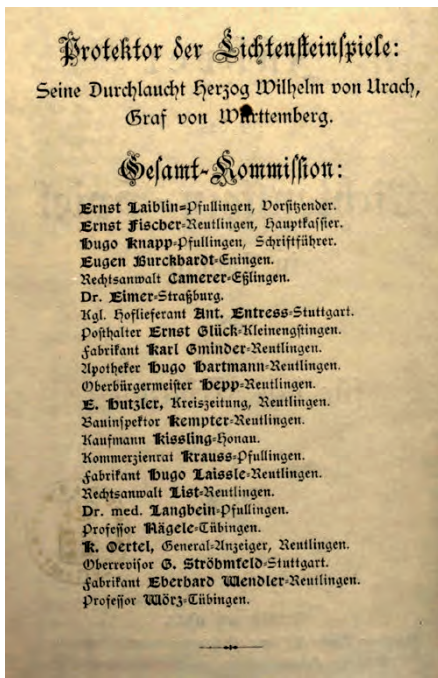 Protektor der Lichtensteinspiele:
Seine Durchlaucht Herzog Wilhelm von Urach,
Graf von Württemberg.
Gesamt-Kommission:
Ernst Laiblin-Pfullingen, Vorsitzender.
Ernst Fischer-Reutlingen, Hauptkassier.
Hugo Knapp-Pfullingen, Schriftführer.
Eugen Burckhardt-Eningen.
Rechtsanwalt Camerer-Eßlingen.
Dr. Eimer-Straßburg.
Kgl. Hoflieferant Ant. Entress-Stuttgart.
Posthalter Ernst Glück-Kleinengstingen.
Fabrikant Karl Gminder-Reutlingen.
Apotheker Hugo Hartmann-Reutlingen.
Oberbürgermeister Hepp-Reutlingen.
E. Hutzler, Kreiszeitung, Reutlingen.
Bauinspektor Kempter-Reutlingen.
Kaufmann Kissling-Honau.
Kommerzienrat Krauss-Pfullingen.
Fabrikant Hugo Laissle-Reutlingen.
Rechtsanwalt List-Reutlingen.
Dr. med. Langbein-Pfullingen.
Professor Nägele-Tübingen.
K. Oertel, General-Anzeiger, Reutlingen.
Oberrevisor G. Ströhmfeld-Stuttgart.
Fabrikant Eberhard Wendler-Reutlingen.
Professor Wörz-Tübingen.